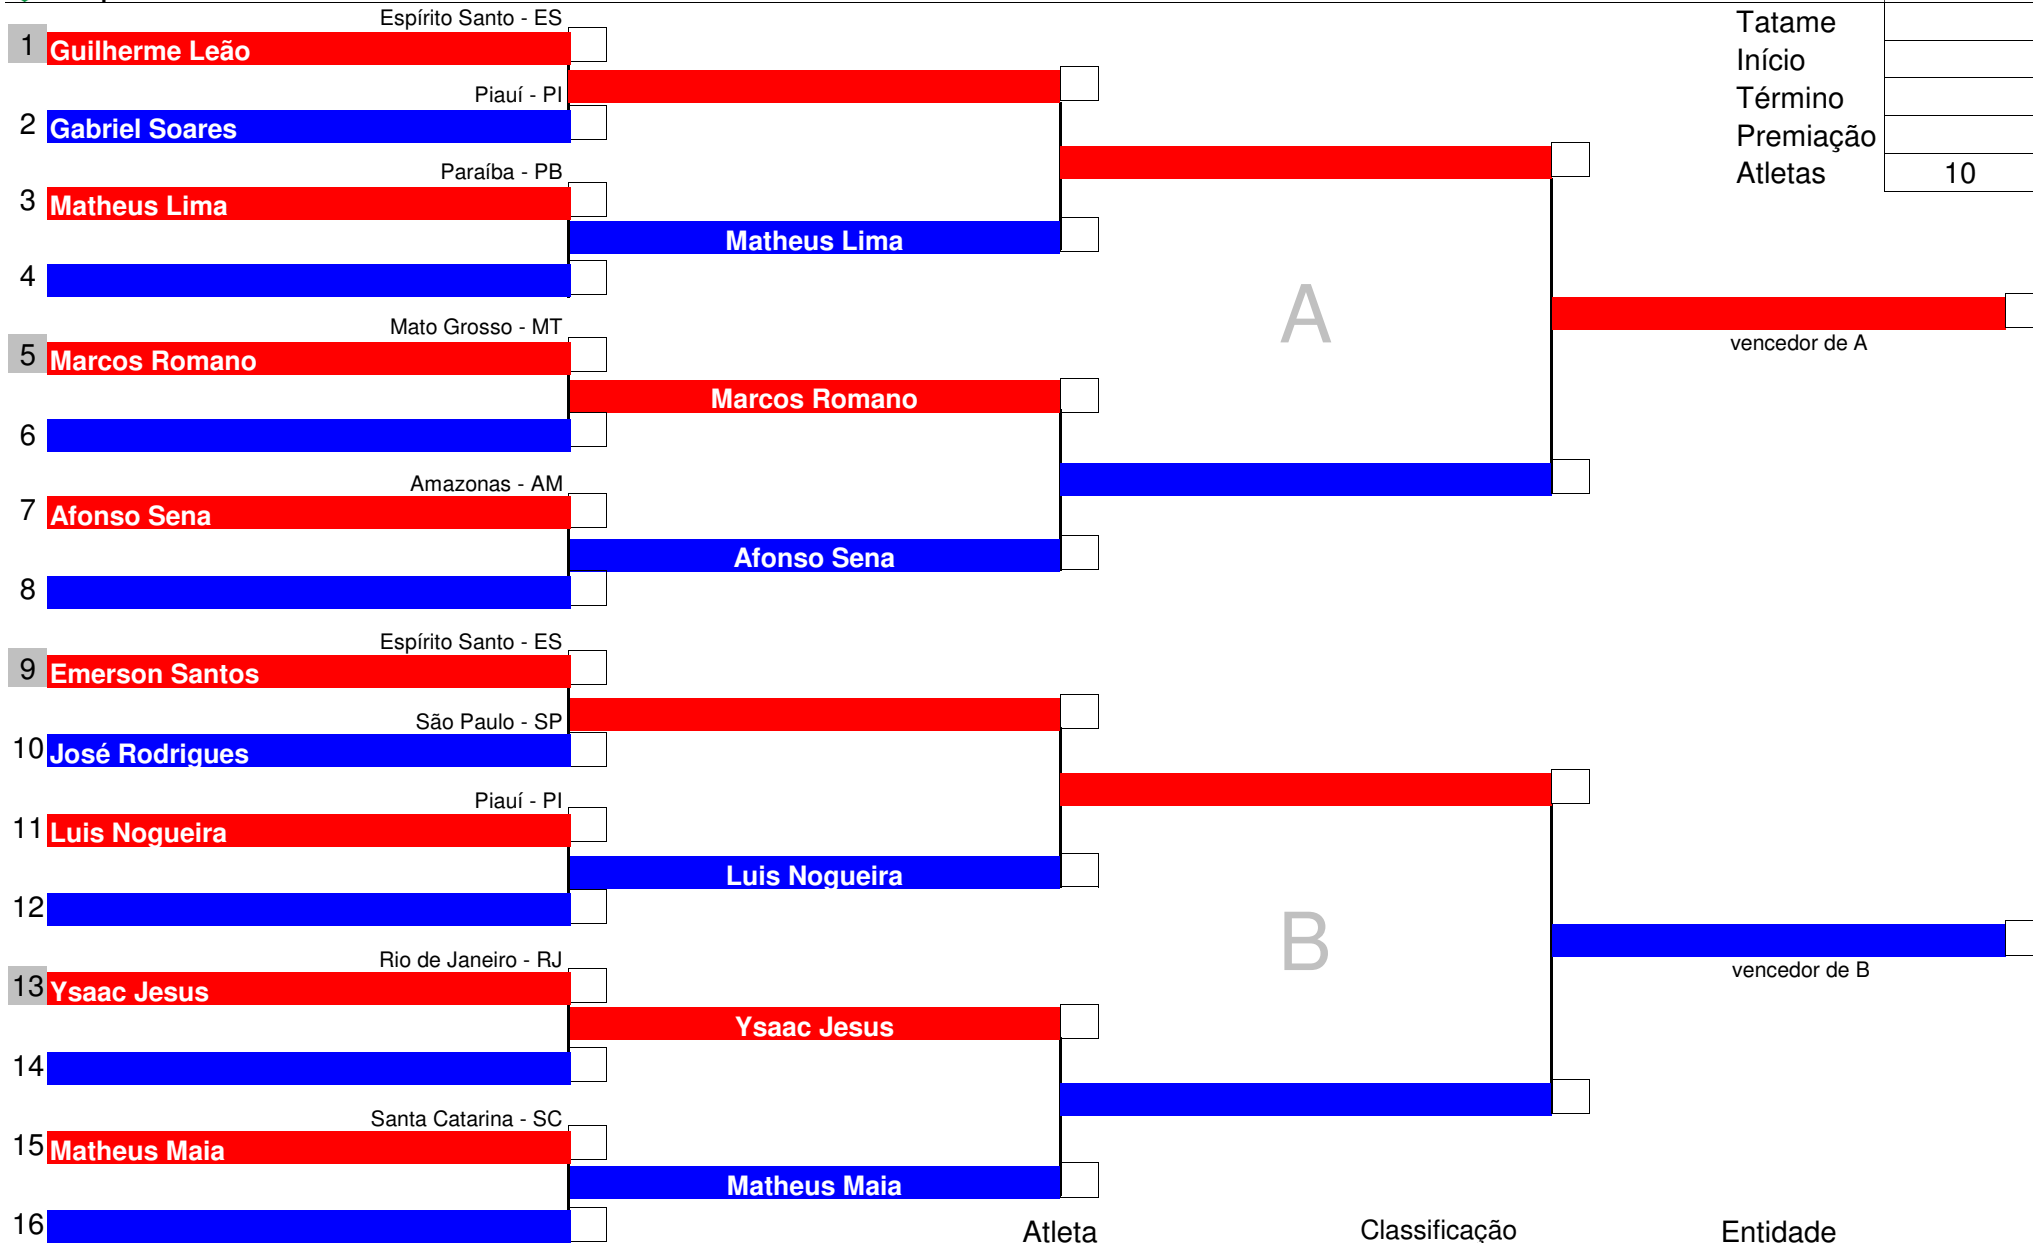 Espírito Santo - ES
1 Guilherme Leão
Piauí - PI
2 Gabriel Soares
Paraíba - PB
3 Matheus Lima
Matheus Lima
4
Mato Grosso - MT
5 Marcos Romano
Marcos Romano
6
Amazonas - AM
7 Afonso Sena
Afonso Sena
8
Espírito Santo - ES
9 Emerson Santos
São Paulo - SP
10 José Rodrigues
Piauí - PI
11 Luis Nogueira
Luis Nogueira
12
Rio de Janeiro - RJ
13 Ysaac Jesus
Ysaac Jesus
14
Santa Catarina - SC
15 Matheus Maia
Matheus Maia
16
A
B
Tatame
Início
Término
Premiação
Atletas 10
vencedor de A
vencedor de B
Atleta Classificação Entidade